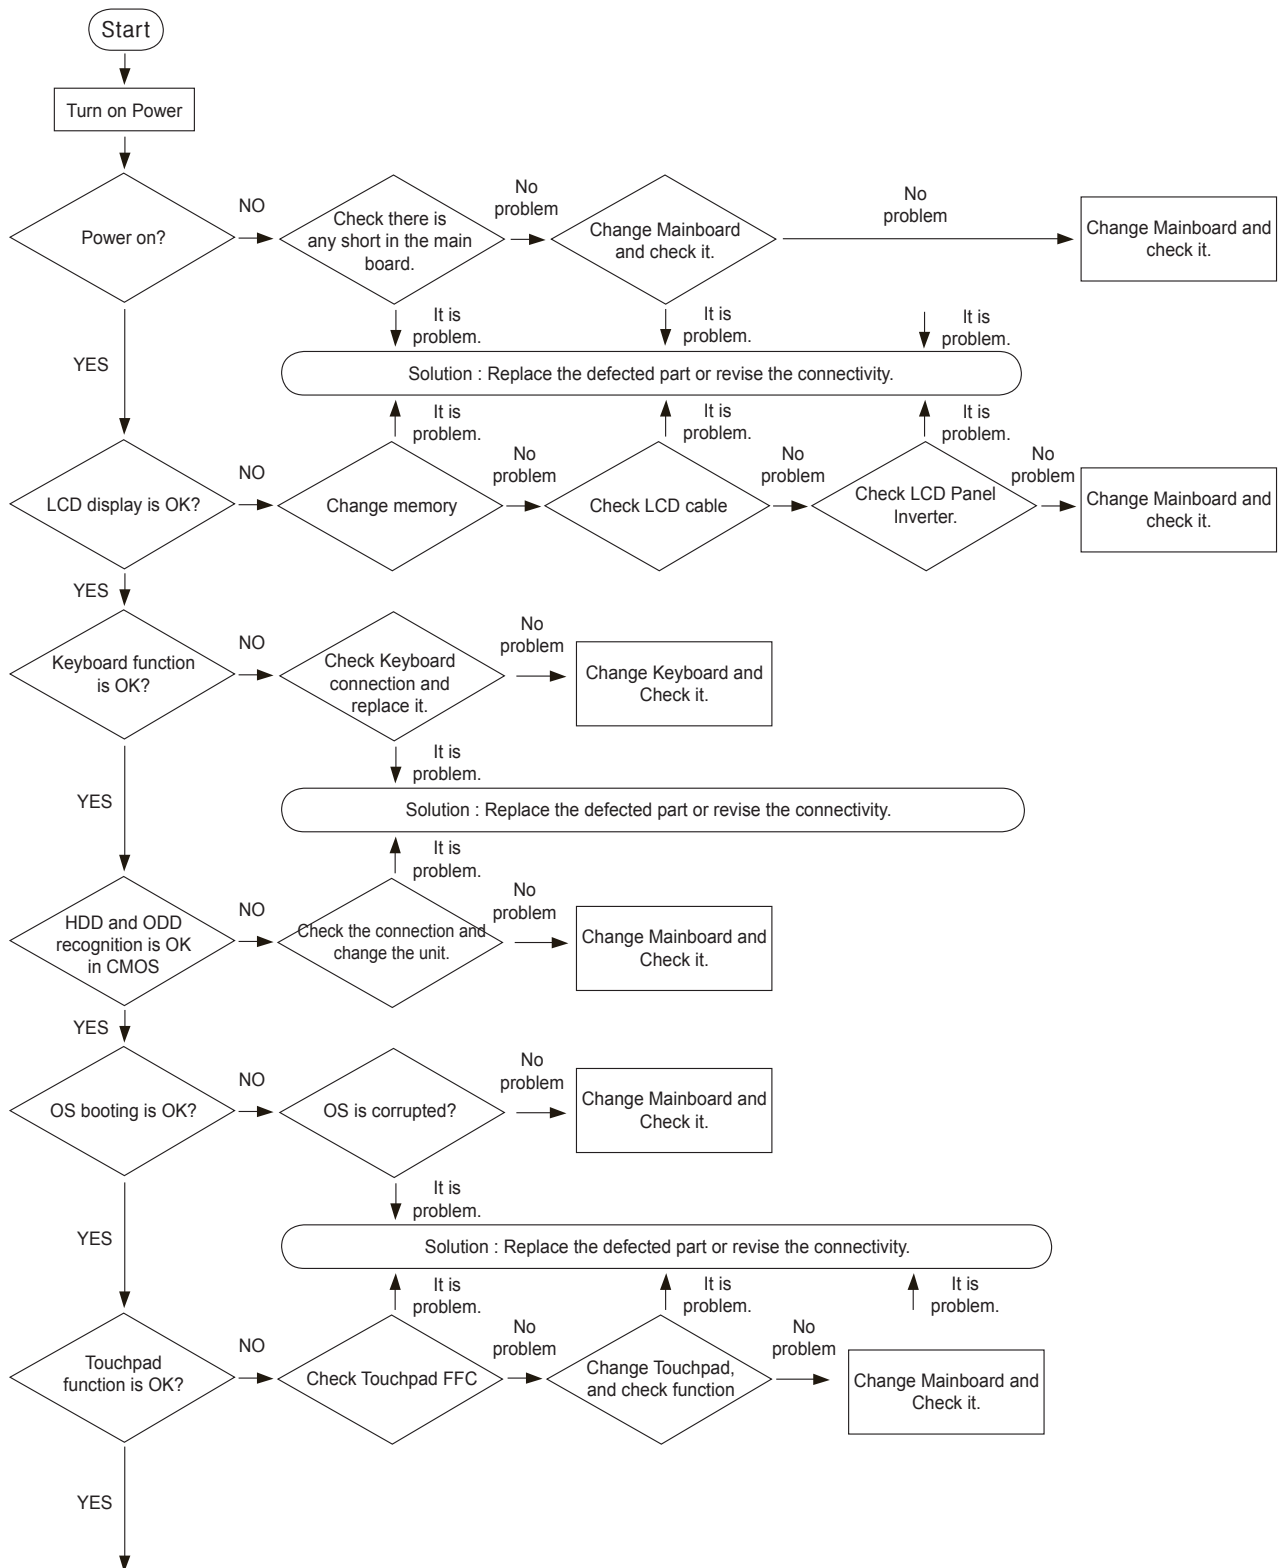 Start
Turn on Power
Power on?
NO
Check there is
any short in the main
board.
No
problem
Change Mainboard
and check it.
No
problem
Change Mainboard and
check it.
It is
problem.
It is
problem.
It is
problem.
YES
Solution : Replace the defected part or revise the connectivity.
It is
problem.
It is
problem.
It is
problem.
LCD display is OK?
NO
Change memory
No
problem
Check LCD cable
No
problem
Check LCD Panel
Inverter.
No
problem
Change Mainboard and
check it.
YES
Keyboard function
is OK?
NO
Check Keyboard
connection and
replace it.
No
problem
Change Keyboard and
Check it.
It is
problem.
YES
Solution : Replace the defected part or revise the connectivity.
It is
problem.
HDD and ODD
recognition is OK
in CMOS
NO
Check the connection and
change the unit.
No
problem
Change Mainboard and
Check it.
YES
OS booting is OK?
NO
OS is corrupted?
No
problem
Change Mainboard and
Check it.
It is
problem.
YES
Solution : Replace the defected part or revise the connectivity.
It is
problem.
It is
problem.
It is
problem.
Touchpad
function is OK?
NO
Check Touchpad FFC
No
problem
Change Touchpad,
and check function
No
problem
Change Mainboard and
Check it.
YES